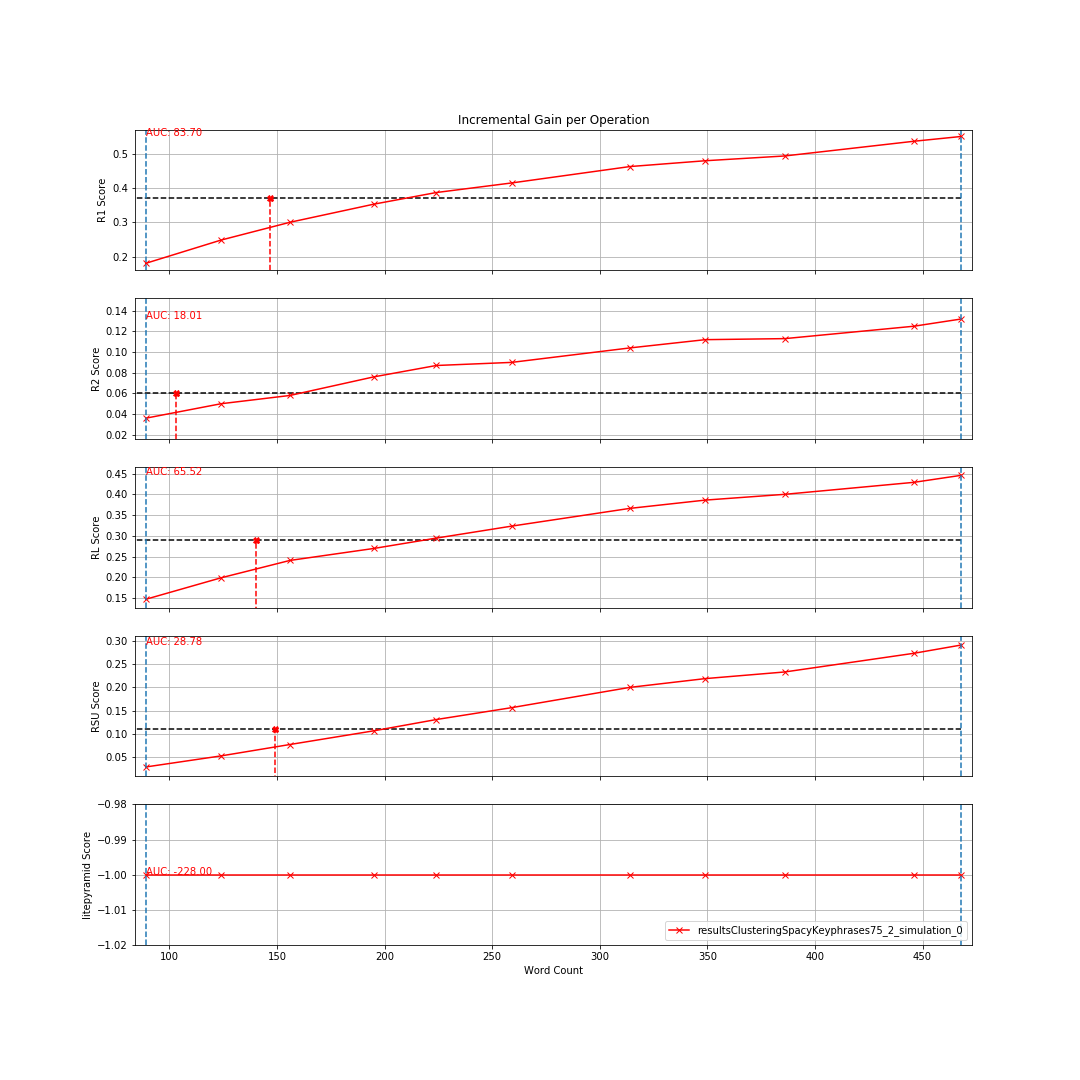 Incremental Gain per Operation
AUC: 83.70
0.5
0.4
0.3
0.2
R1 Score
AUC: 18.01
0.14
0.12
0.10
0.08
0.06
0.04
0.02
R2 Score
AUC: 65.52
0.45
0.40
0.35
0.30
0.25
0.20
0.15
RL Score
AUC: 28.78
0.30
0.25
0.20
0.15
0.10
0.05
RSU Score
−0.98
−0.99
−1.00
−1.01
−1.02
litepyramid Score
AUC: -228.00
resultsClusteringSpacyKeyphrases75_2_simulation_0
100 150 200 250 300 350 400 450
Word Count